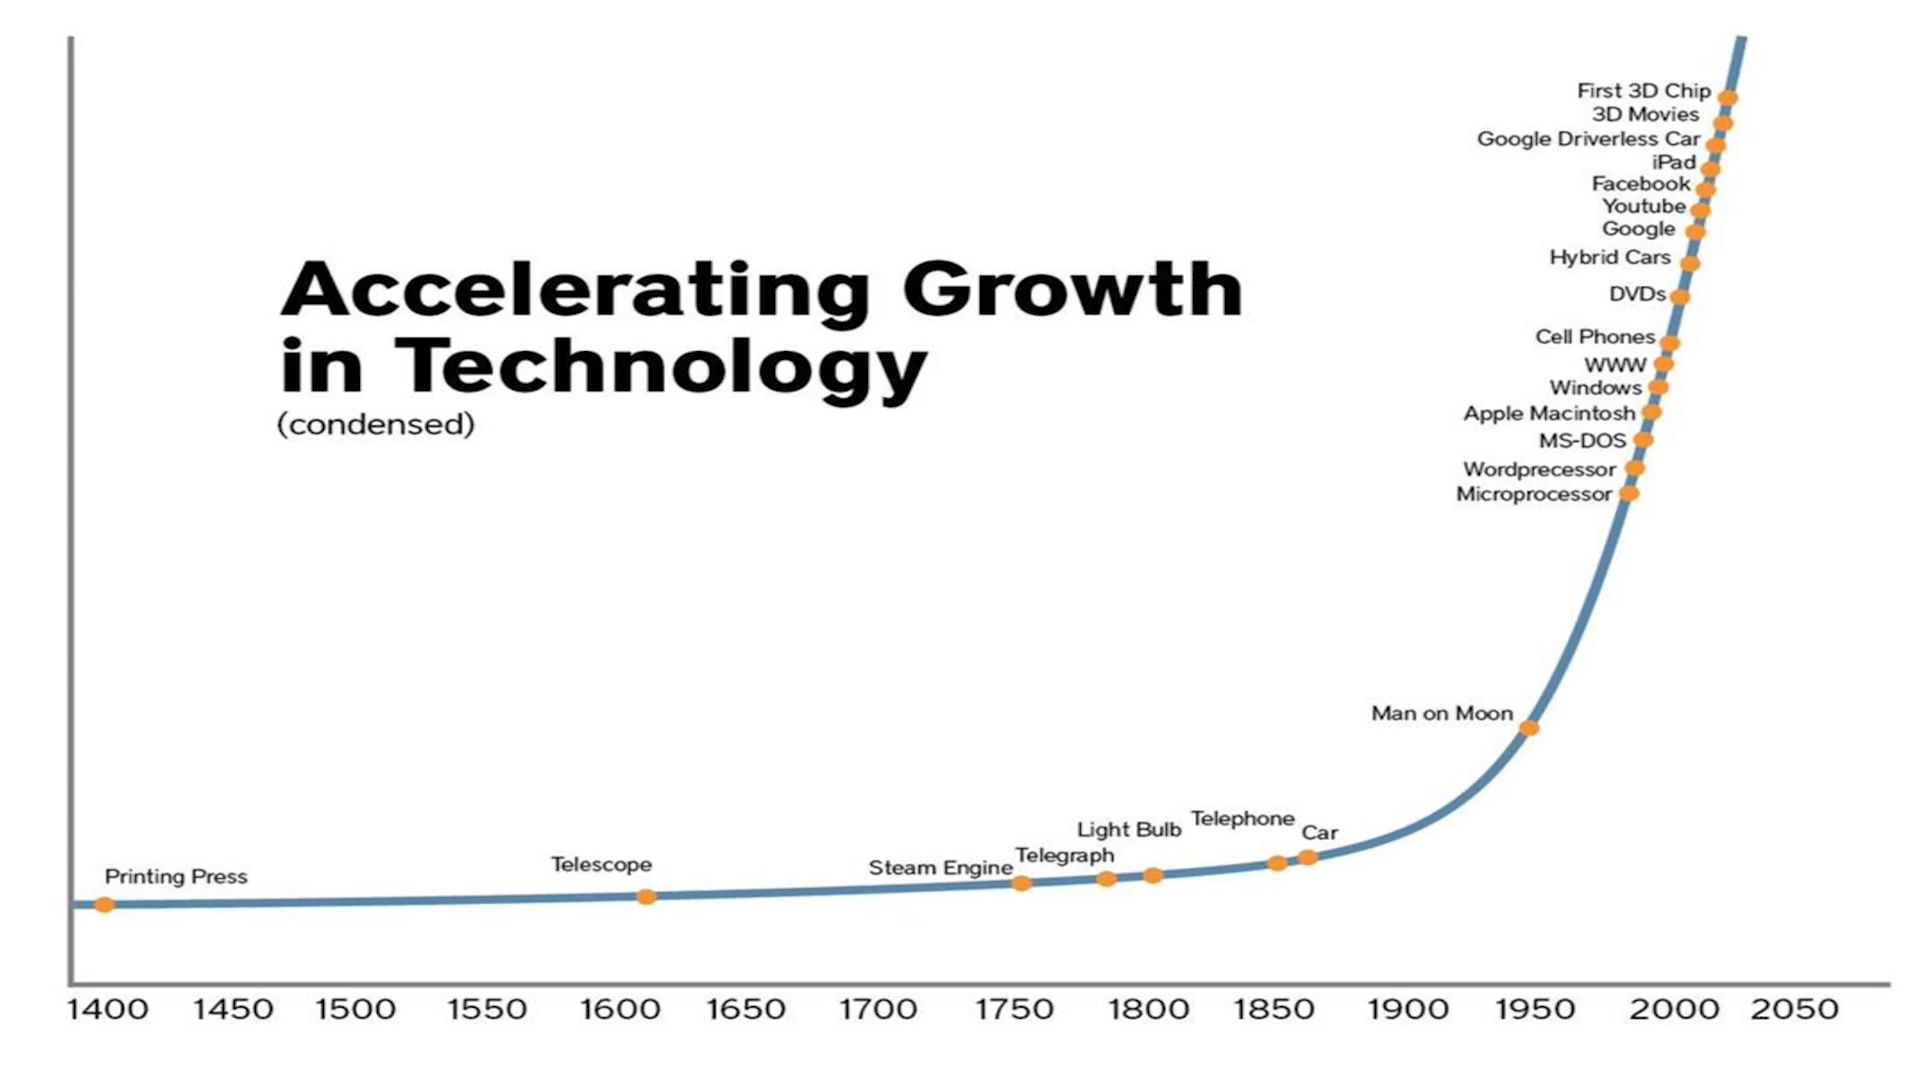 First 3D Chip
3D Movies
Google Driverless Car
iPad
Facebook
Youtube
Google
Hybrid Cars
DVDs
Cell Phones
WWW
Windows
Apple Macintosh
MS-DOS
Wordprecessor
Microprocessor
Accelerating Growth
in Technology
(condensed)
Man on Moon
Printing Press
Telescope
Steam Engine
Telegraph
Light Bulb
Telephone
Car
1400 1450 1500 1550 1600 1650 1700 1750 1800 1850 1900 1950 2000 2050